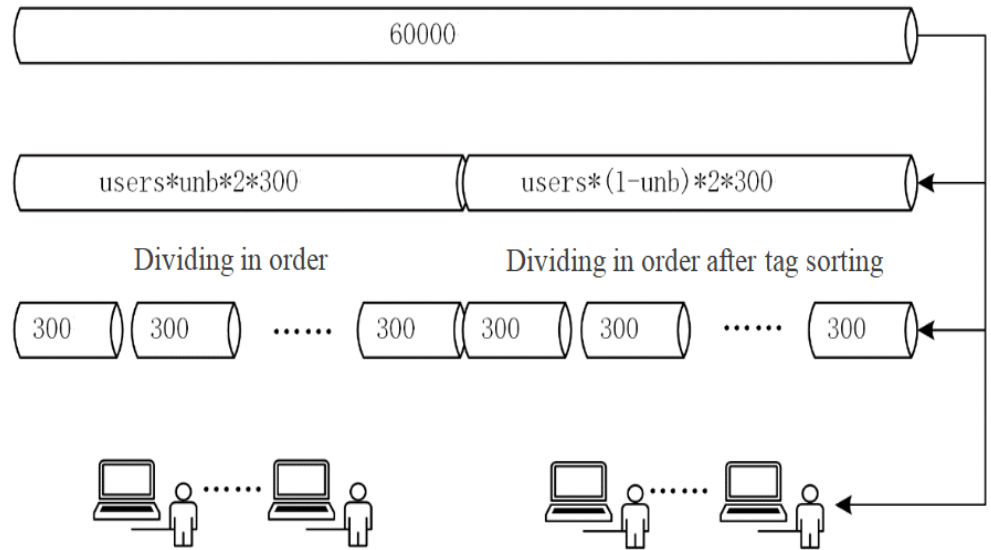 60000
users*unb*2*300 users*(1-unb)*2*300
Dividing in order Dividing in order after tag sorting
300 300 ...... 300 300 300 ...... 300
...... ......